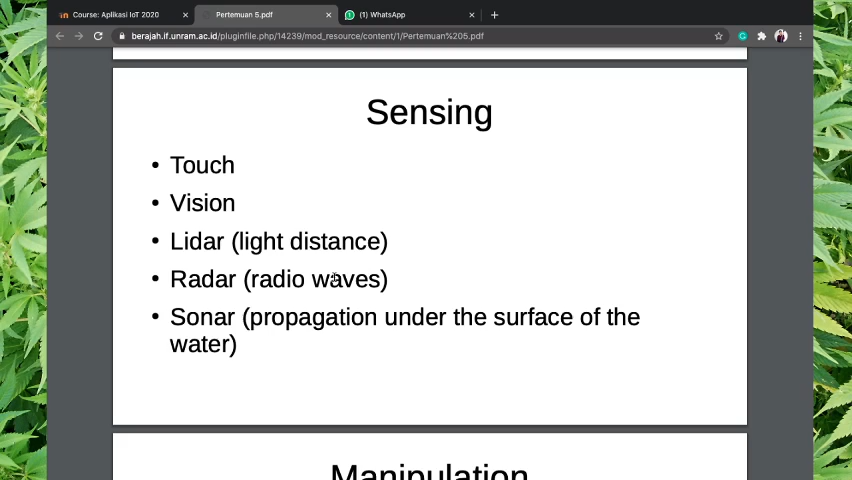 Course: Aplikasi IoT 2020
Pertemuan 5.pdf
(1) WhatsApp
berajah.if.unram.ac.id/pluginfile.php/14239/mod_resource/content/1/Pertemuan%205.pdf
Sensing
• Touch
• Vision
• Lidar (light distance)
• Radar (radio waves)
• Sonar (propagation under the surface of the
water)
Manipulation